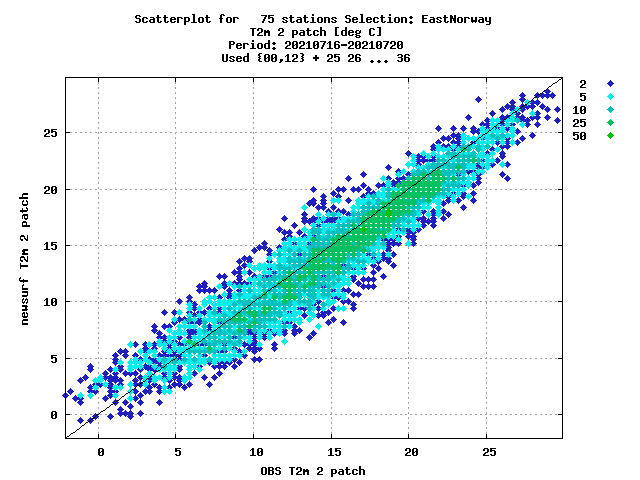 Scatterplot for   75 stations Selection: EastNorway
T2m 2 patch [deg C]
Period: 20210716-20210720
Used {00,12} + 25 26 ... 36
2
5
10
25
50
25
20
15
10
5
0
newsurf T2m 2 patch
0 5 10 15 20 25
OBS T2m 2 patch